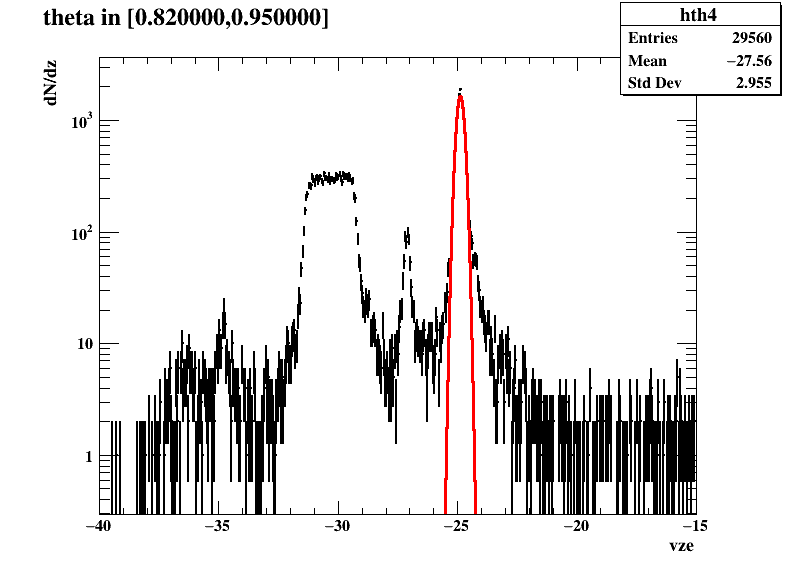 theta in [0.820000,0.950000]
hth4
Entries 29560
Mean −27.56
Std Dev 2.955
dN/dz
10³
10²
10
1
−40 −35 −30 −25 −20 −15
vze